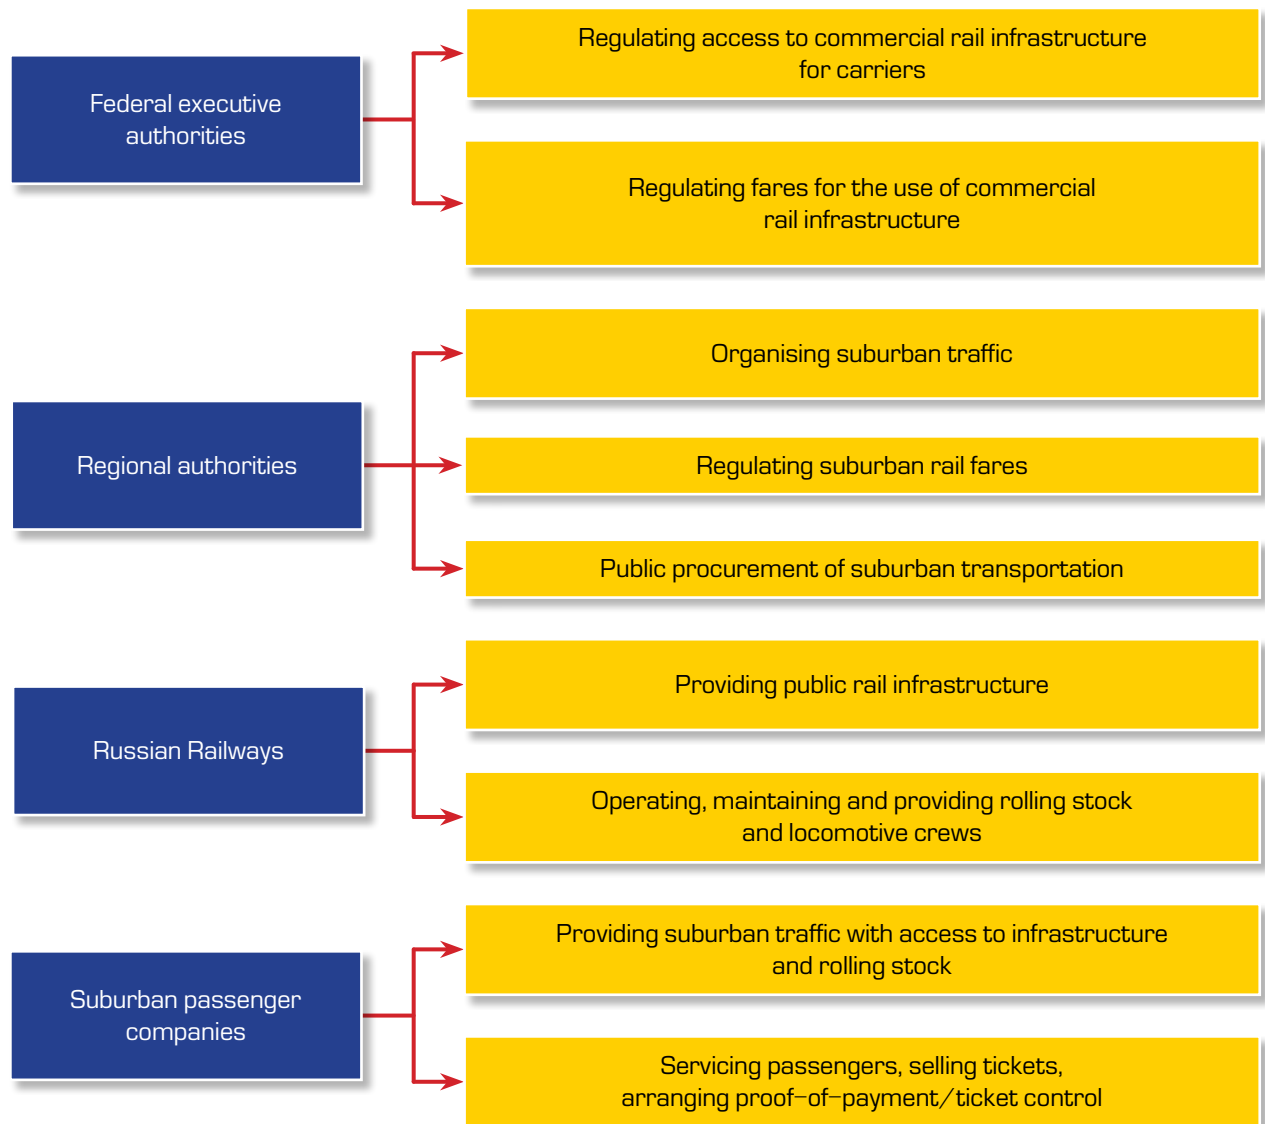 Federal executive
authorities
Regulating access to commercial rail infrastructure
for carriers
Regulating fares for the use of commercial
rail infrastructure
Regional authorities
Organising suburban traffic
Regulating suburban rail fares
Public procurement of suburban transportation
Russian Railways
Providing public rail infrastructure
Operating, maintaining and providing rolling stock
and locomotive crews
Suburban passenger
companies
Providing suburban traffic with access to infrastructure
and rolling stock
Servicing passengers, selling tickets,
arranging proof-of-payment/ticket control